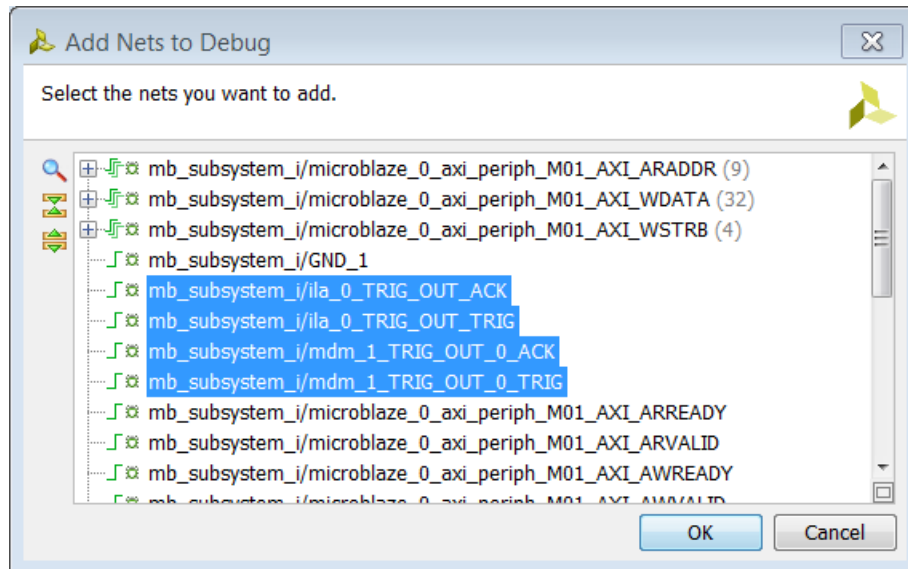 Add Nets to Debug
Select the nets you want to add.
mb_subsystem_i/microblaze_0_axi_periph_M01_AXI_ARADDR (9)
mb_subsystem_i/microblaze_0_axi_periph_M01_AXI_WDATA (32)
mb_subsystem_i/microblaze_0_axi_periph_M01_AXI_WSTRB (4)
mb_subsystem_i/GND_1
mb_subsystem_i/ila_0_TRIG_OUT_ACK
mb_subsystem_i/ila_0_TRIG_OUT_TRIG
mb_subsystem_i/mdm_1_TRIG_OUT_0_ACK
mb_subsystem_i/mdm_1_TRIG_OUT_0_TRIG
mb_subsystem_i/microblaze_0_axi_periph_M01_AXI_ARREADY
mb_subsystem_i/microblaze_0_axi_periph_M01_AXI_ARVALID
mb_subsystem_i/microblaze_0_axi_periph_M01_AXI_AWREADY
mb_subsystem_i/microblaze_0_axi_periph_M01_AXI_AWVALID
OK Cancel